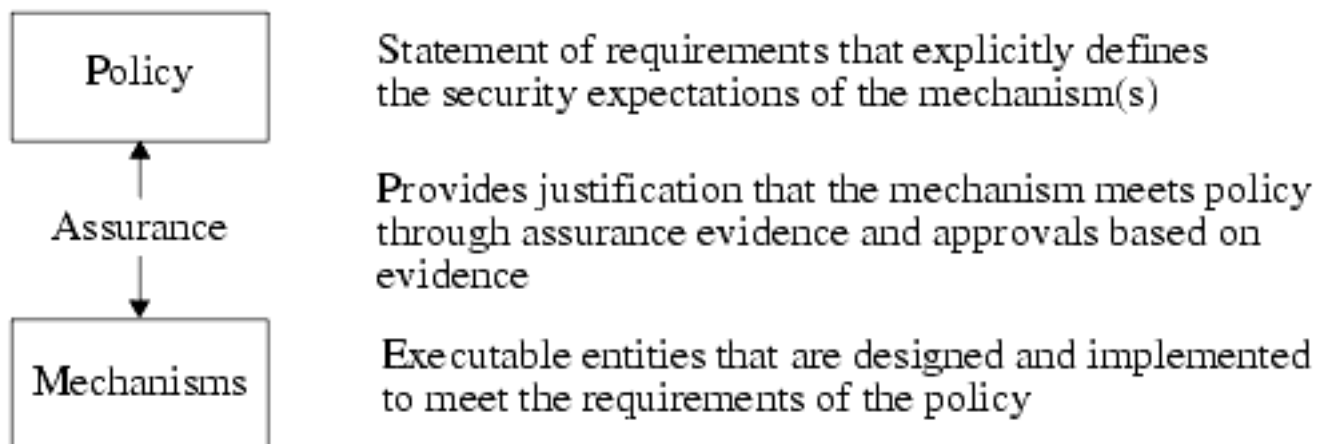 Policy
Statement of requirements that explicitly defines
the security expectations of the mechanism(s)
Assurance
Provides justification that the mechanism meets policy
through assurance evidence and approvals based on
evidence
Mechanisms
Executable entities that are designed and implemented
to meet the requirements of the policy